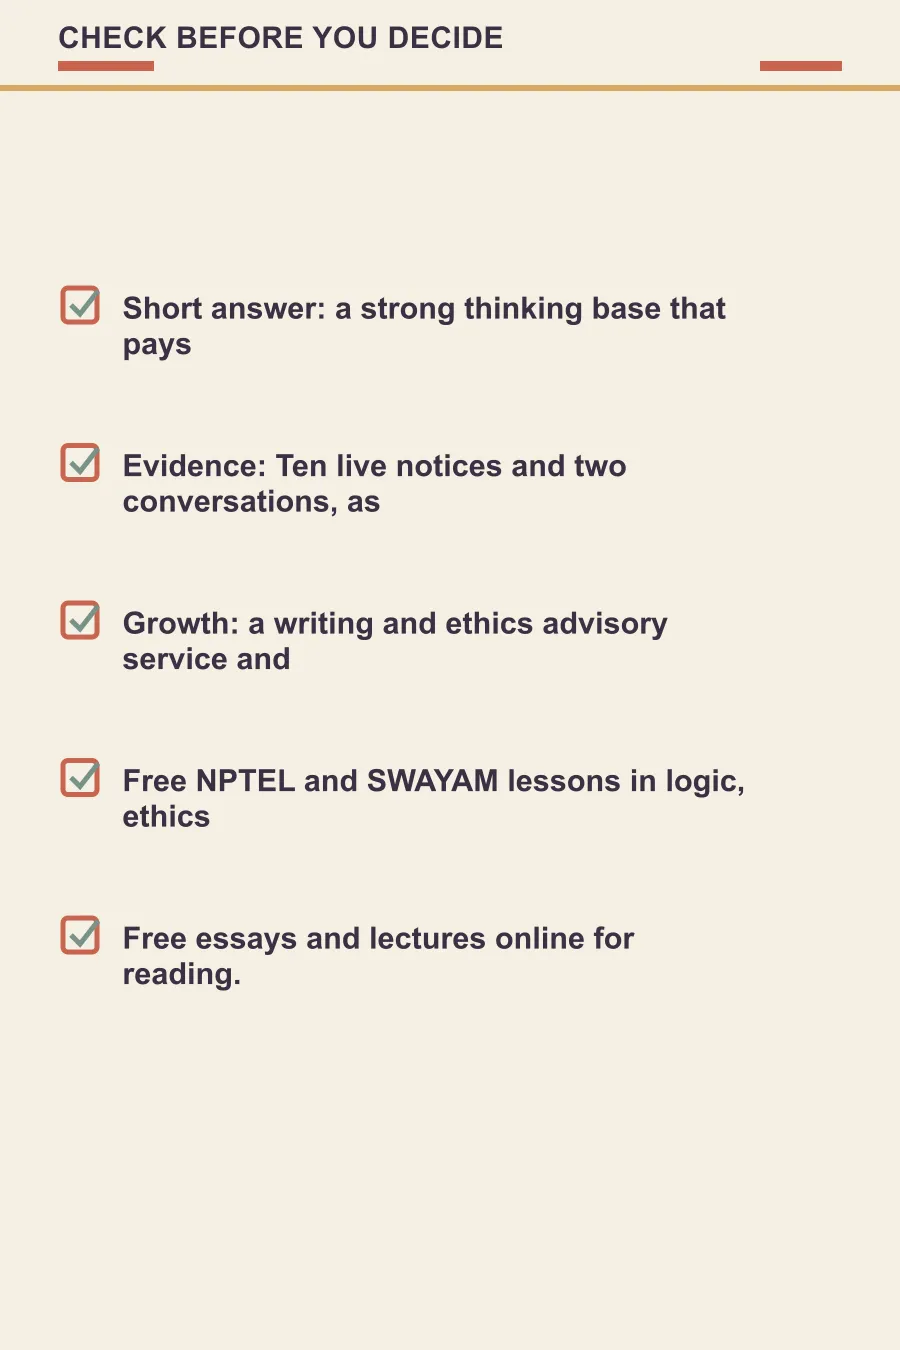 CHECK BEFORE YOU DECIDE
Short answer: a strong thinking base that
pays
Evidence: Ten live notices and two
conversations, as
Growth: a writing and ethics advisory
service and
Free NPTEL and SWAYAM lessons in logic,
ethics
Free essays and lectures online for
reading.